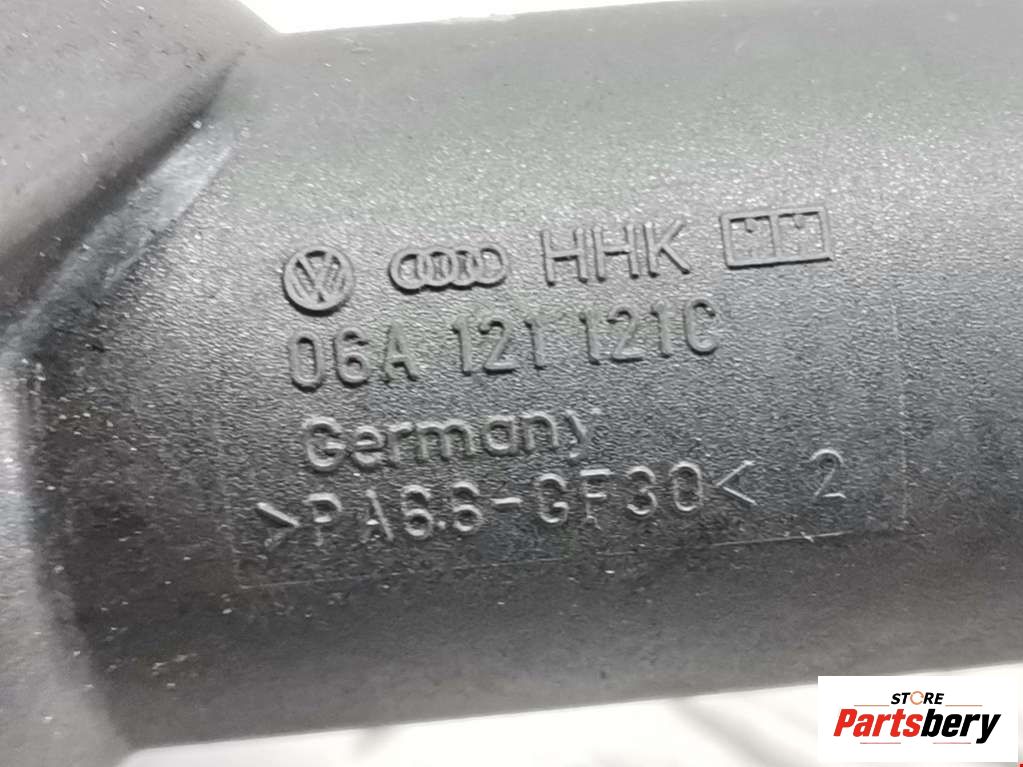 HHK
06A 121 121C
Germany
>PA6.6-GF30< 2
STORE
Partsbery